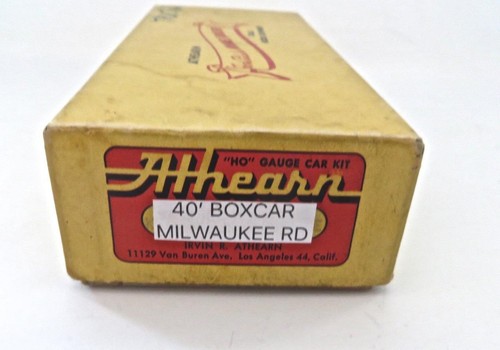 "HO" GAUGE CAR KIT
Athearn
40' BOXCAR
MILWAUKEE RD
IRVIN R. ATHEARN
11129 Van Buren Ave. Los Angeles 44, Calif.